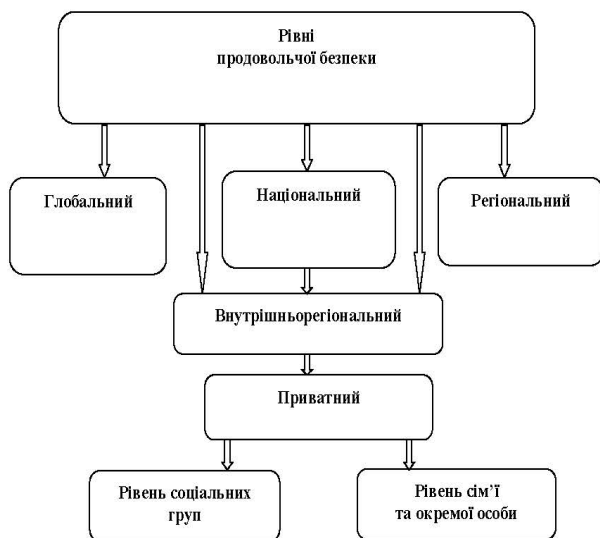 Рівні
продовольчої безпеки
Глобальний
Національний
Регіональний
Внутрішньорегіональний
Приватний
Рівень соціальних
груп
Рівень сім’ї
та окремої особи